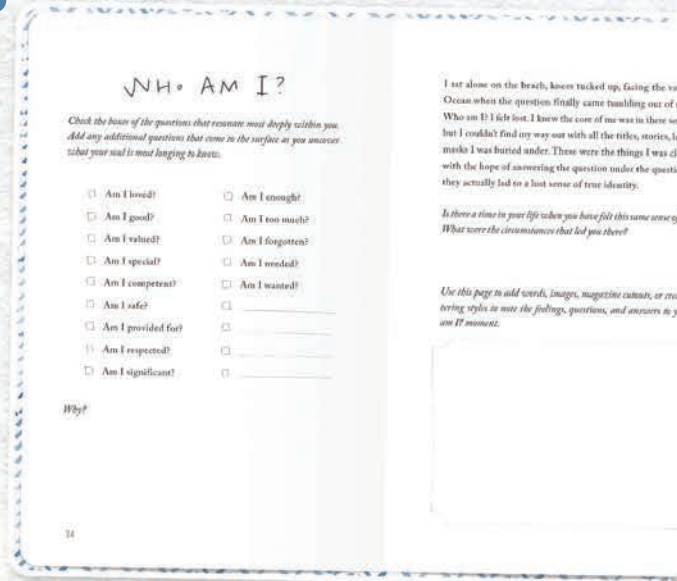 WHO AM I?
Check the boxes of the questions that resonate most deeply within you.
Add any additional questions that come to the surface as you uncover
what your soul is most longing to know.
Am I loved?
Am I good?
Am I valued?
Am I special?
Am I competent?
Am I safe?
Am I provided for?
Am I respected?
Am I significant?
Am I enough?
Am I too much?
Am I forgotten?
Am I needed?
Am I wanted?
Why?
34
I sat alone on the beach, knees tucked up, facing the
Ocean when the question finally came tumbling out of
Who am I? I felt lost. I knew the core of me was in there
but I couldn't find my way out with all the titles, stories,
masks I was buried under. These were the things I was
with the hope of answering the question under the
they actually led to a lost sense of true identity.
Is there a time in your life when you have felt this same sense
What were the circumstances that led you there?
Use this page to add words, images, magazine cutouts, or
tering styles to note the feelings, questions, and answers to
am I? moment.